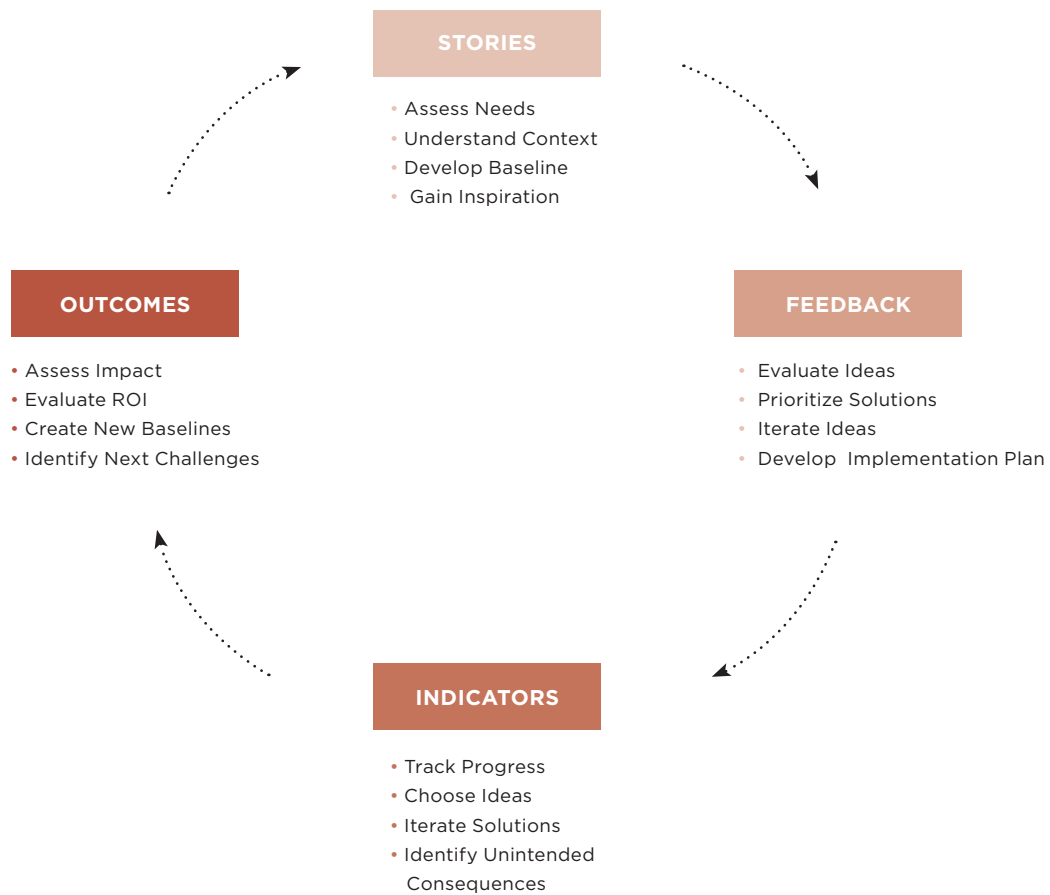 STORIES
• Assess Needs
• Understand Context
• Develop Baseline
• Gain Inspiration
OUTCOMES
• Assess Impact
• Evaluate ROI
• Create New Baselines
• Identify Next Challenges
FEEDBACK
• Evaluate Ideas
• Prioritize Solutions
• Iterate Ideas
• Develop Implementation Plan
INDICATORS
• Track Progress
• Choose Ideas
• Iterate Solutions
• Identify Unintended
Consequences